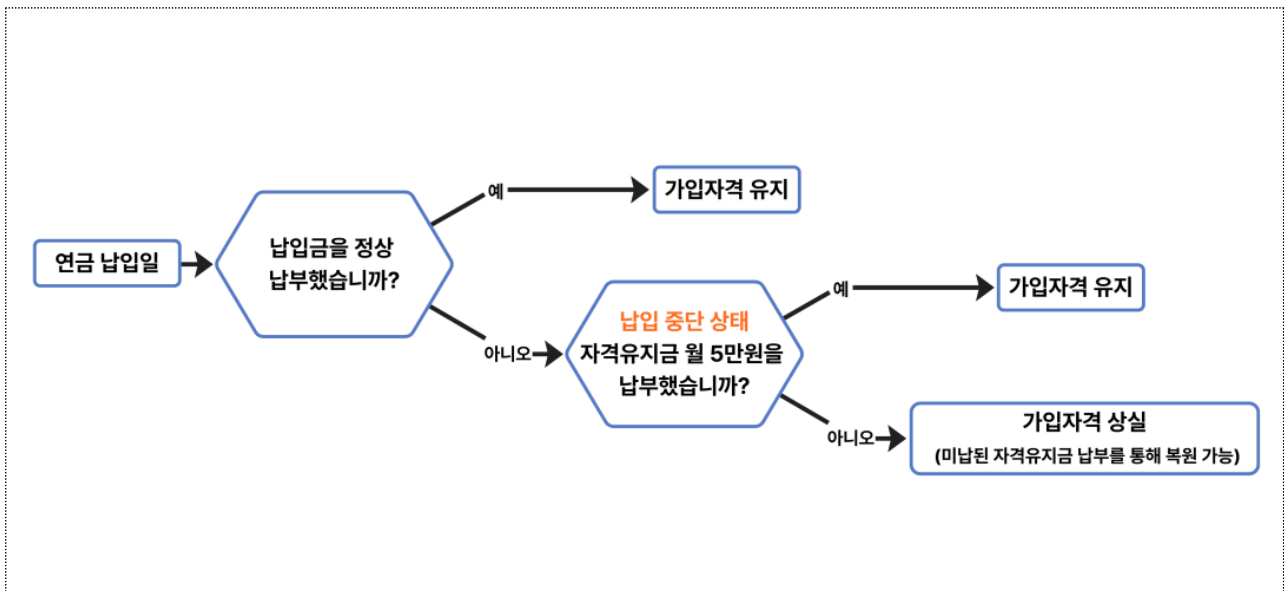 연금 납입일
납입금을 정상
납부했습니까?
예
가입자격 유지
아니오
납입 중단 상태
자격유지금 월 5만원을
납부했습니까?
예
가입자격 유지
아니오
가입자격 상실
(미납된 자격유지금 납부를 통해 복원 가능)